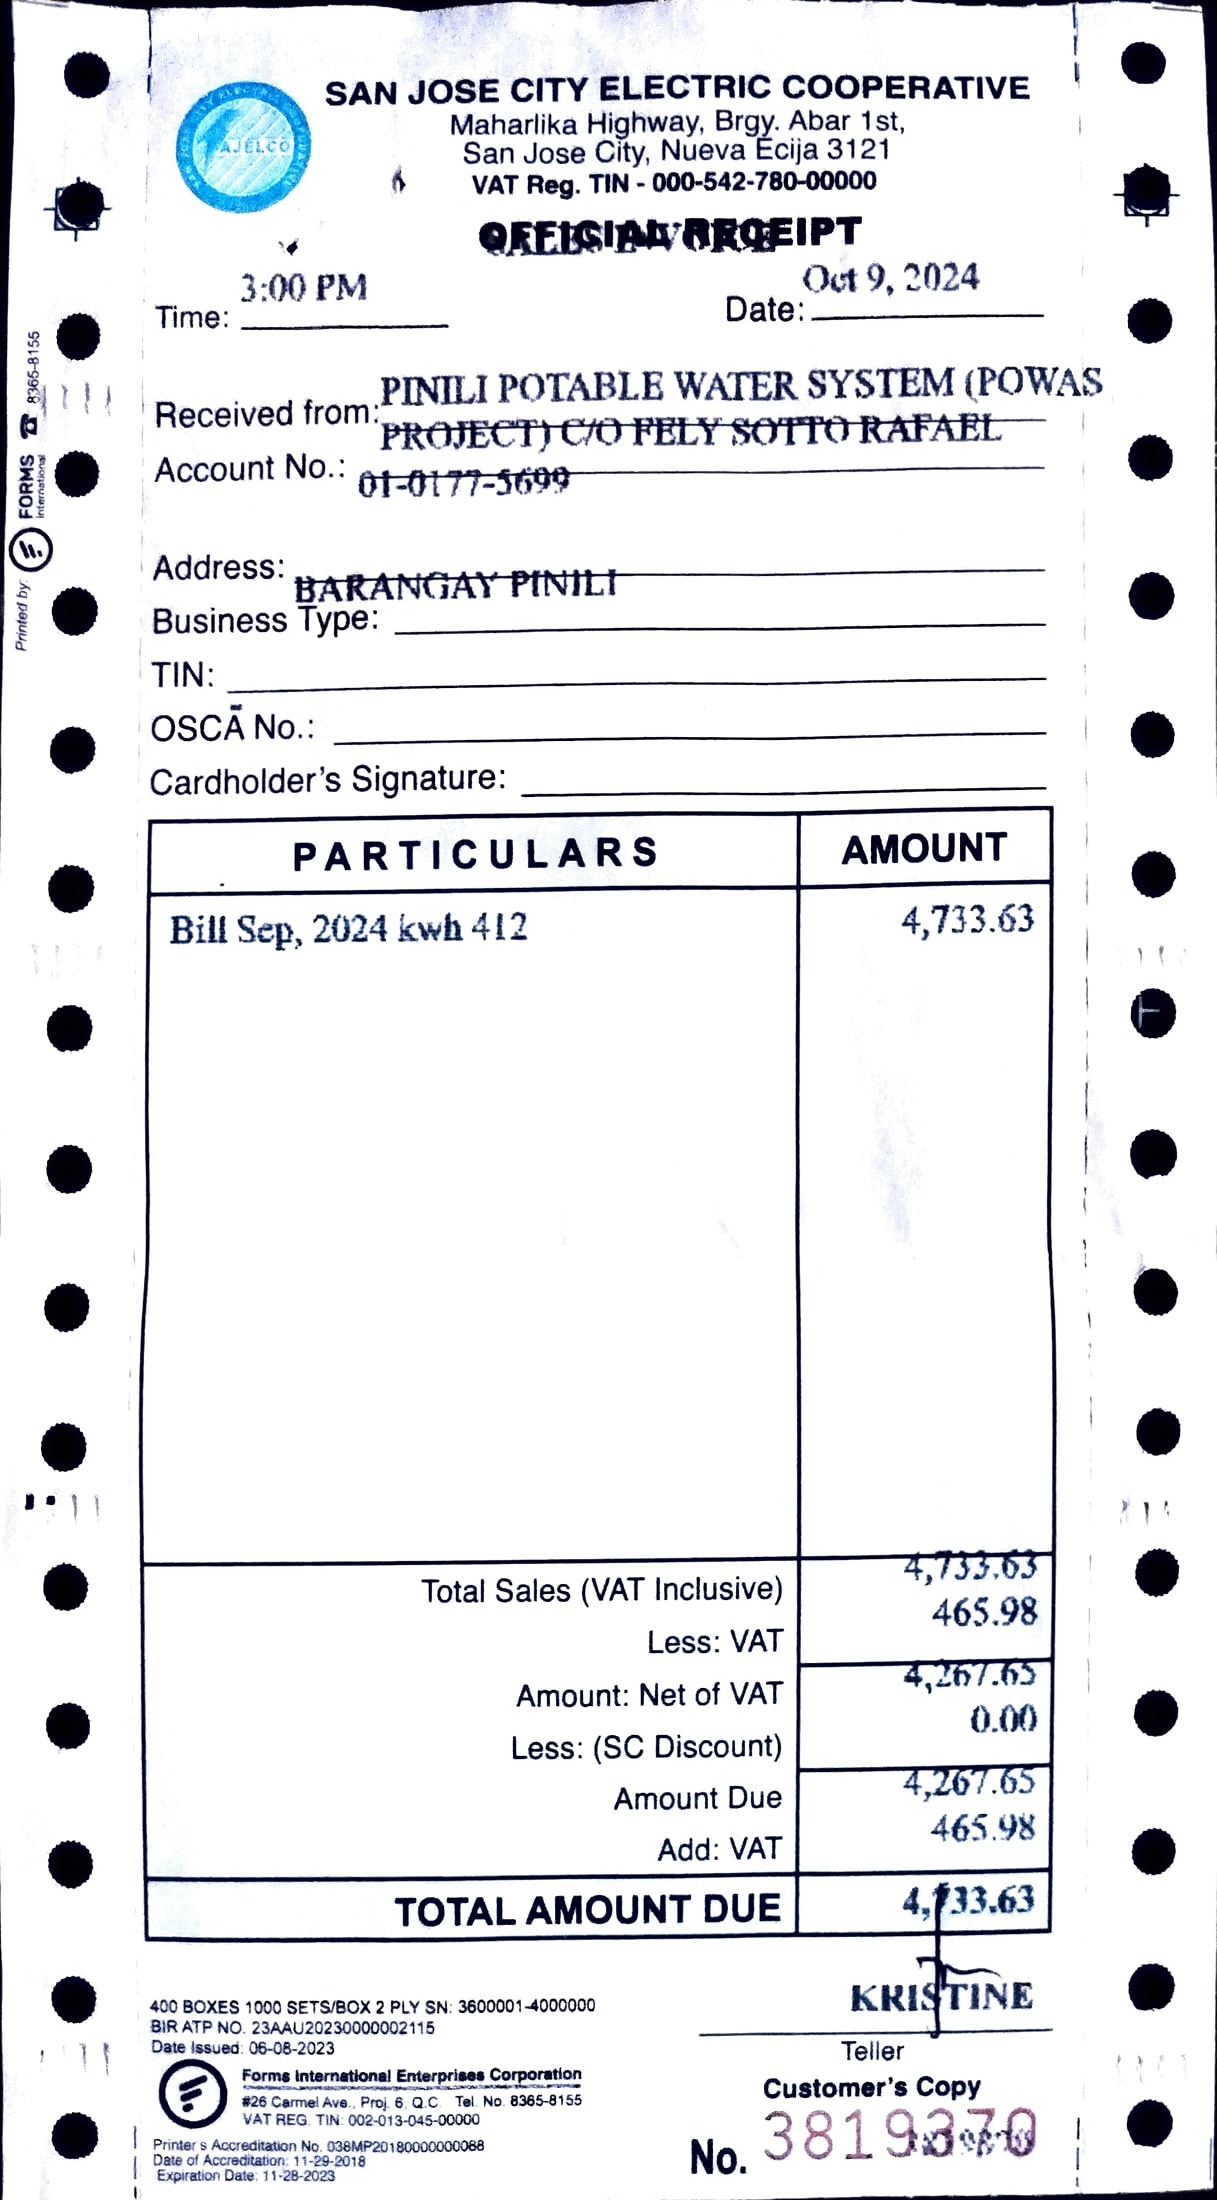 SAN JOSE CITY ELECTRIC COOPERATIVE
Maharlika Highway, Brgy. Abar 1st,
San Jose City, Nueva Ecija 3121
VAT Reg. TIN - 000-542-780-00000
AJELCO
OFFICIAL RECEIPT
Time: 3:00 PM
Date: Oct 9, 2024
Received from: PINILI POTABLE WATER SYSTEM (POWAS
PROJECT) C/O FELY SOTTO RAFAEL
Account No.: 01-0177-5699
Address: BARANGAY PINILI
Business Type:
TIN:
OSCA No.:
Cardholder's Signature:
PARTICULARS AMOUNT
Bill Sep, 2024 kwh 412 4,733.63
Total Sales (VAT Inclusive) 4,733.63
Less: VAT 465.98
Amount: Net of VAT 4,267.65
Less: (SC Discount) 0.00
Amount Due 4,267.65
Add: VAT 465.98
TOTAL AMOUNT DUE 4,733.63
KRISTINE
Teller
Customer's Copy
No. 3819370
400 BOXES 1000 SETS/BOX 2 PLY SN: 3600001-4000000
BIR ATP NO. 23AAU20230000002115
Date Issued: 06-08-2023
Forms International Enterprises Corporation
#26 Carmel Ave., Proj. 6, Q.C. Tel. No. 8365-8155
VAT REG. TIN: 002-013-045-00000
Printer s Accreditation No. 038MP20180000000088
Date of Accreditation: 11-29-2018
Expiration Date: 11-28-2023
Printed by: FORMS International ☎ 8365-8155